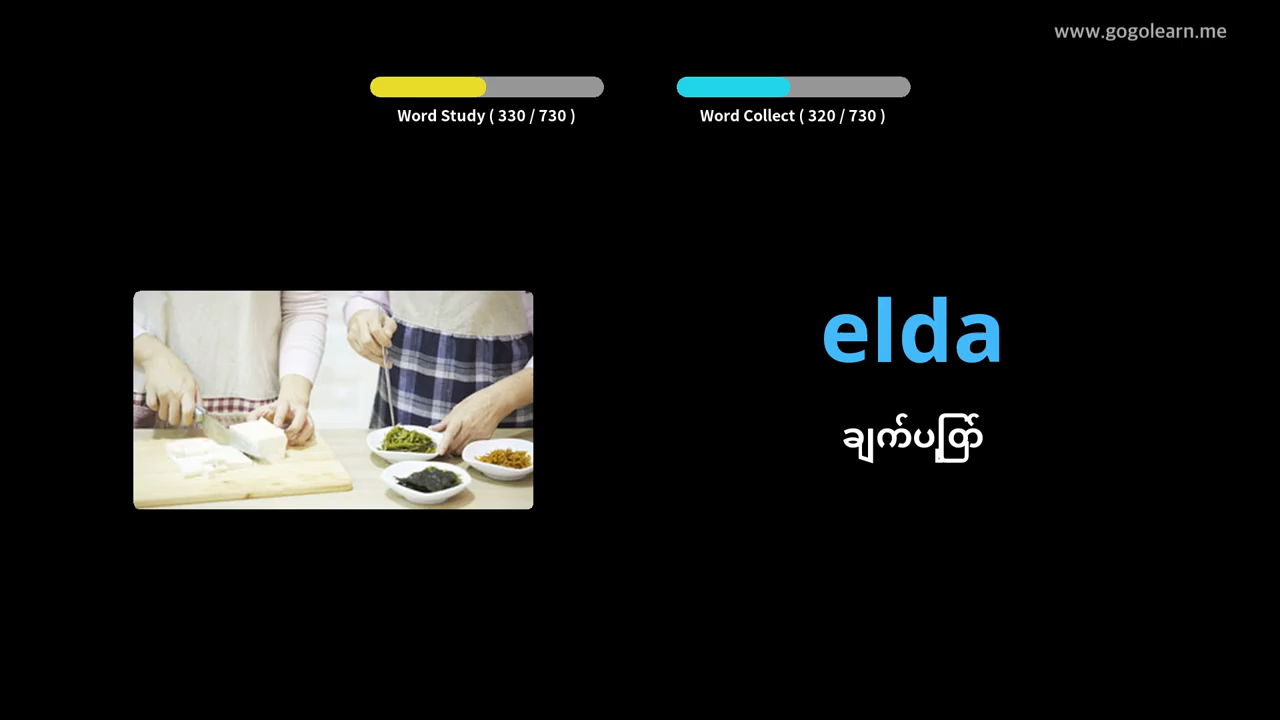 www.gogolearn.me
Word Study ( 330 / 730 )
Word Collect ( 320 / 730 )
elda
ချက်ပြုတ်